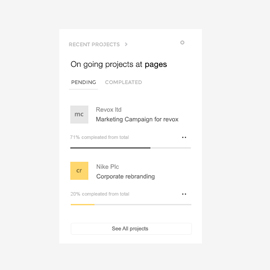 RECENT PROJECTS >
On going projects at pages
PENDING COMPLEATED
mc
Revox ltd
Marketing Campaign for revox
71% compleated from total
cr
Nike Plc
Corporate rebranding
20% compleated from total
See All projects